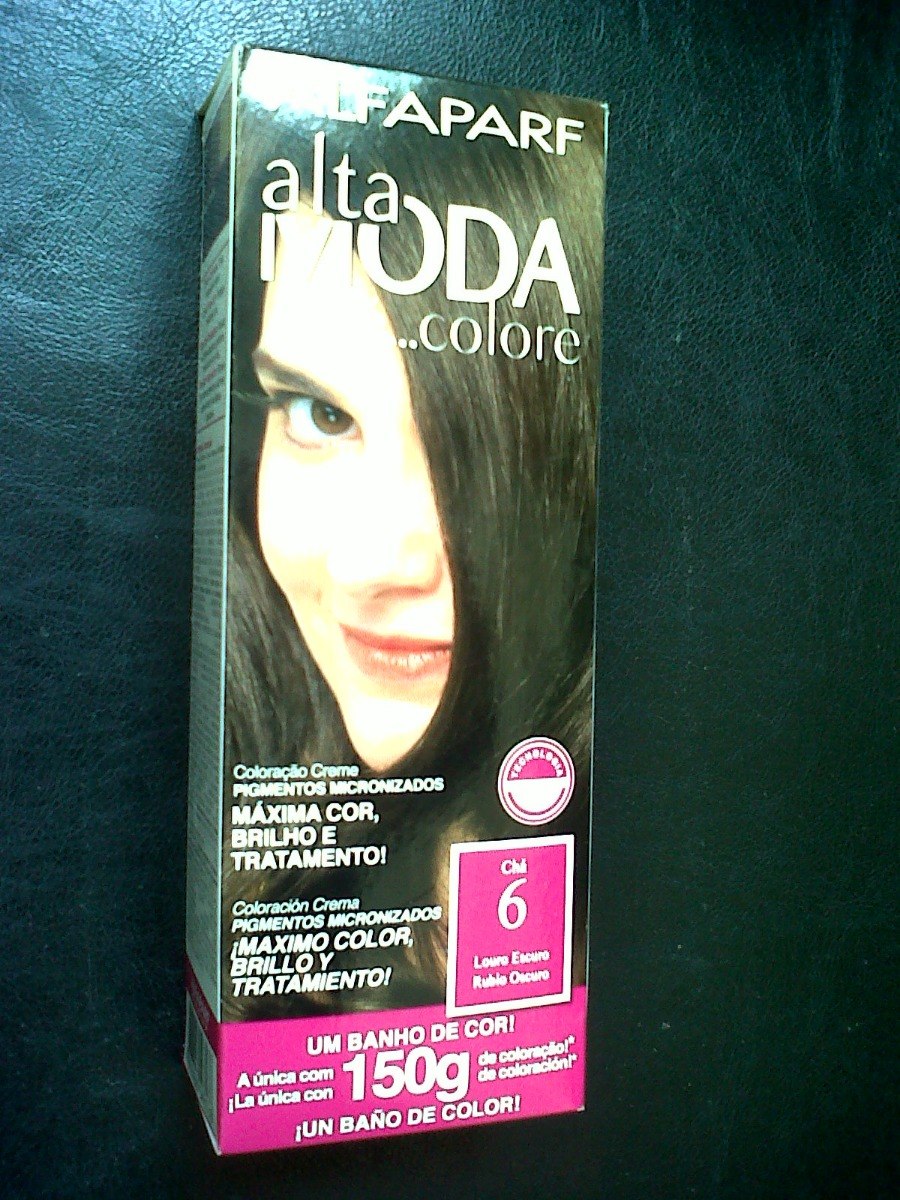 ALFAPARF
alta
MODA
...colore
Coloração Creme
PIGMENTOS MICRONIZADOS
MÁXIMA COR,
BRILHO E
TRATAMENTO!
TECNOLOGIA
Coloración Crema
PIGMENTOS MICRONIZADOS
¡MAXIMO COLOR,
BRILLO Y
TRATAMIENTO!
Chá
6
Louro Escuro
Rubio Oscuro
UM BANHO DE COR!
A única com 150g de coloração!*
¡La única con de coloración!*
¡UN BAÑO DE COLOR!